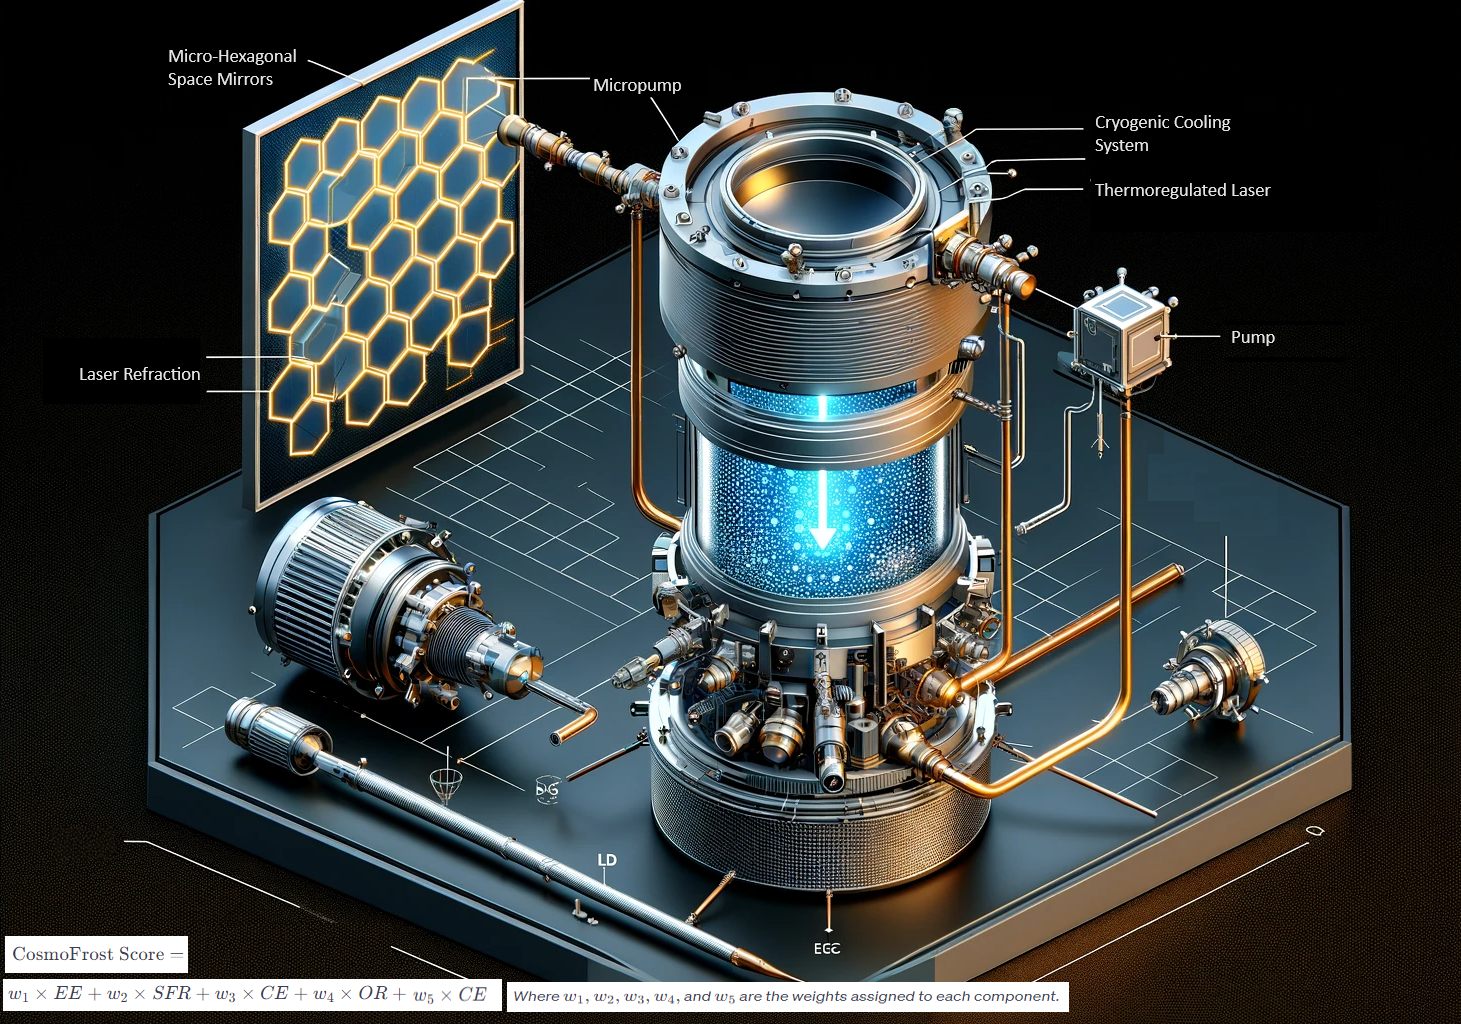 Micro-Hexagonal
Space Mirrors
Micropump
Cryogenic Cooling
System
Thermoregulated Laser
Pump
Laser Refraction
LD
CosmoFrost Score =
w₁ × EE + w₂ × SFR + w₃ × CE + w₄ × OR + w₅ × CE
Where w₁, w₂, w₃, w₄, and w₅ are the weights assigned to each component.